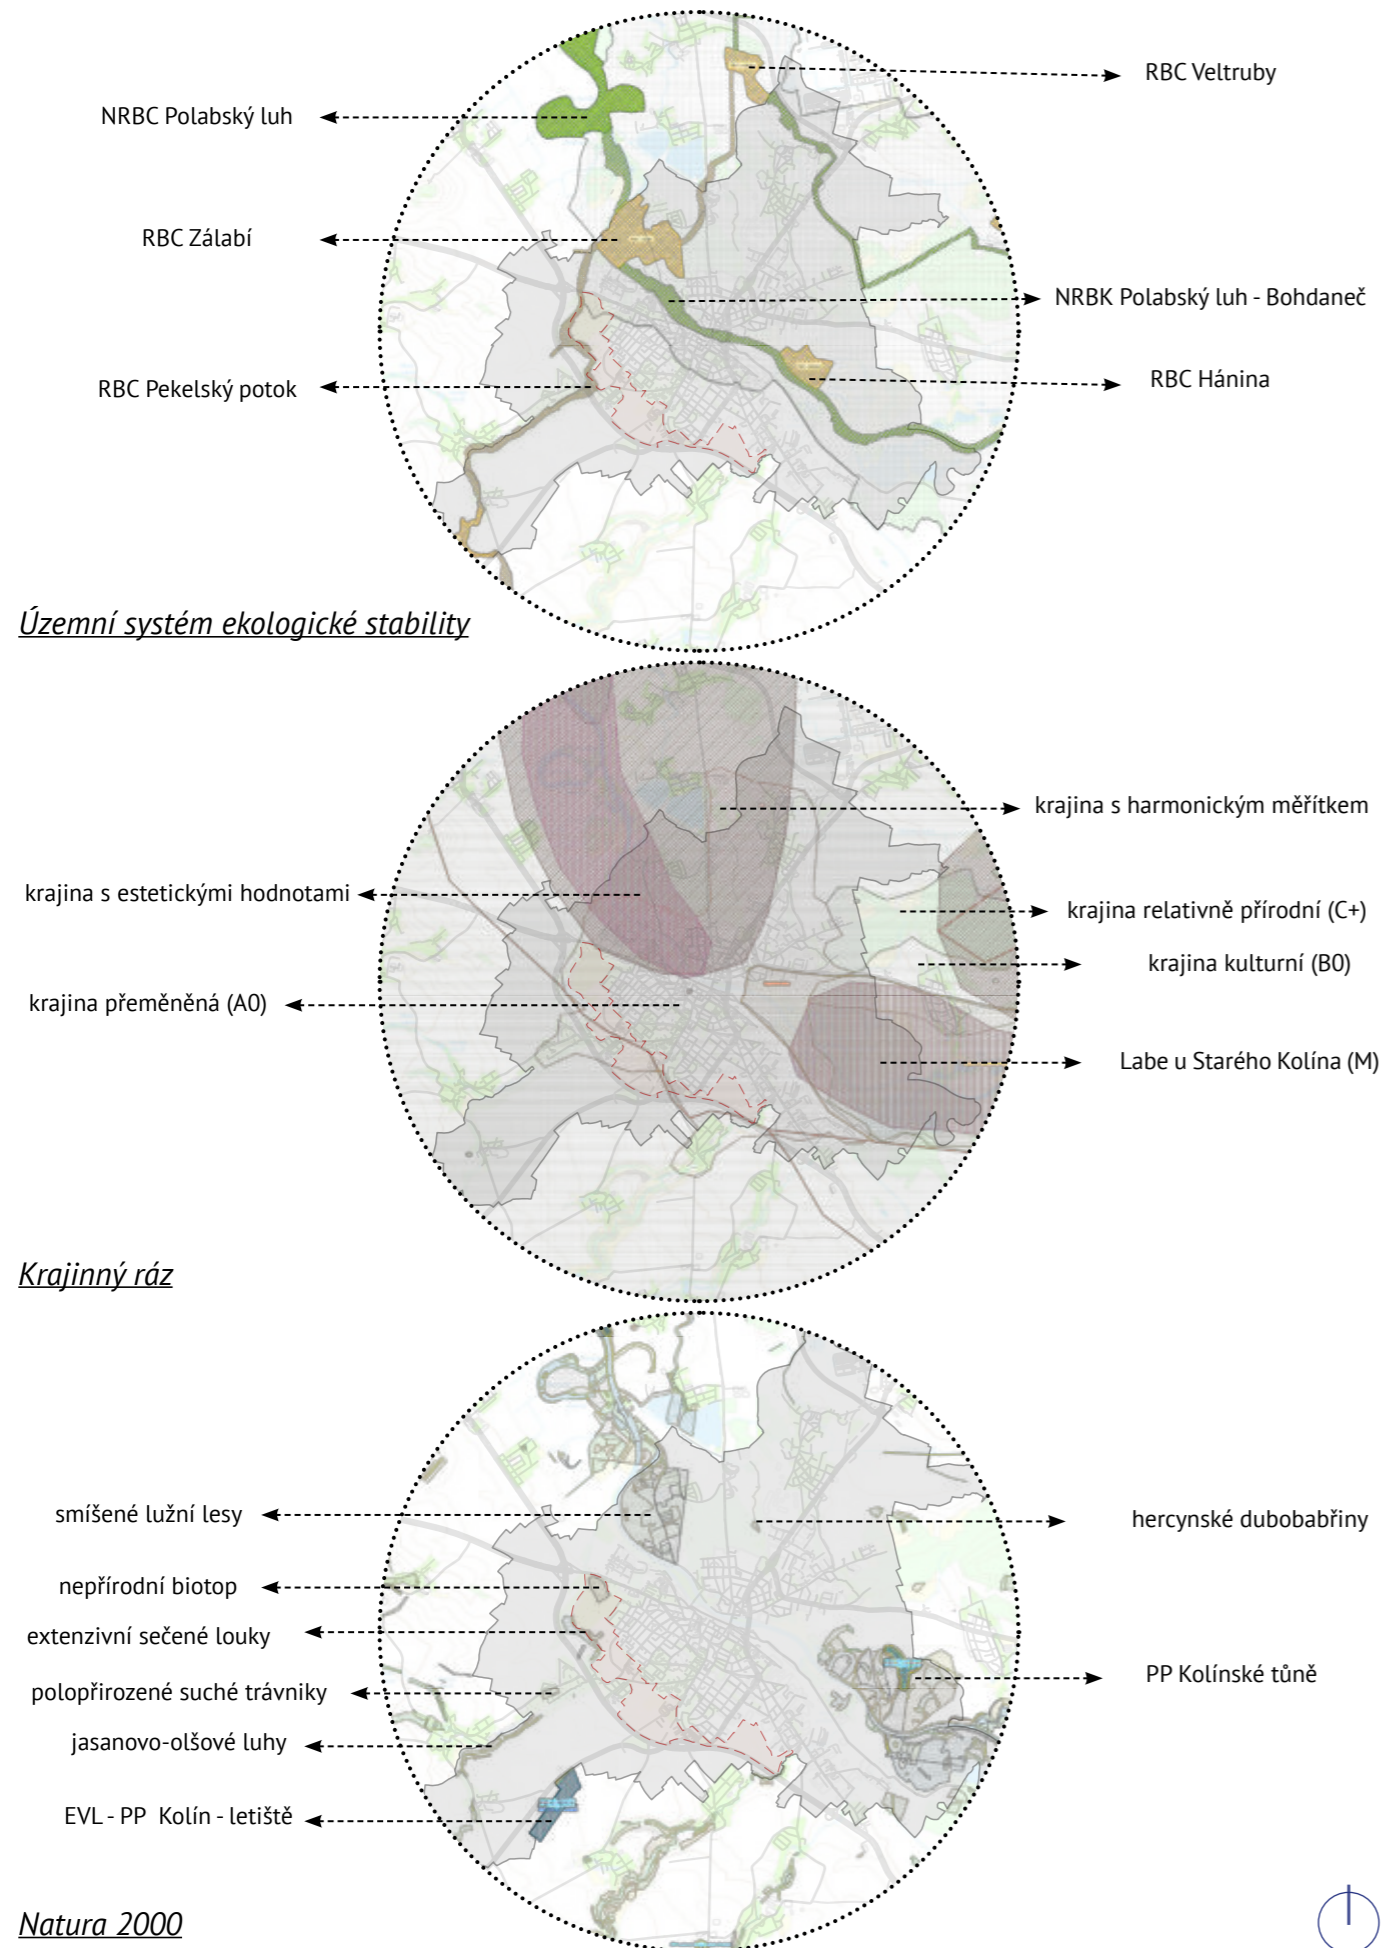 RBC Veltruby
NRBC Polabský luh
RBC Zálabí
NRBK Polabský luh - Bohdaneč
RBC Hánina
RBC Pekelský potok
Územní systém ekologické stability
krajina s harmonickým měřítkem
krajina s estetickými hodnotami
krajina relativně přírodní (C+)
krajina kulturní (B0)
krajina přeměněná (A0)
Labe u Starého Kolína (M)
Krajinný ráz
smíšené lužní lesy
hercynské dubobabřiny
nepřírodní biotop
extenzivní sečené louky
PP Kolínské tůně
polopřirozené suché trávniky
jasanovo-olšové luhy
EVL - PP Kolín - letiště
Natura 2000